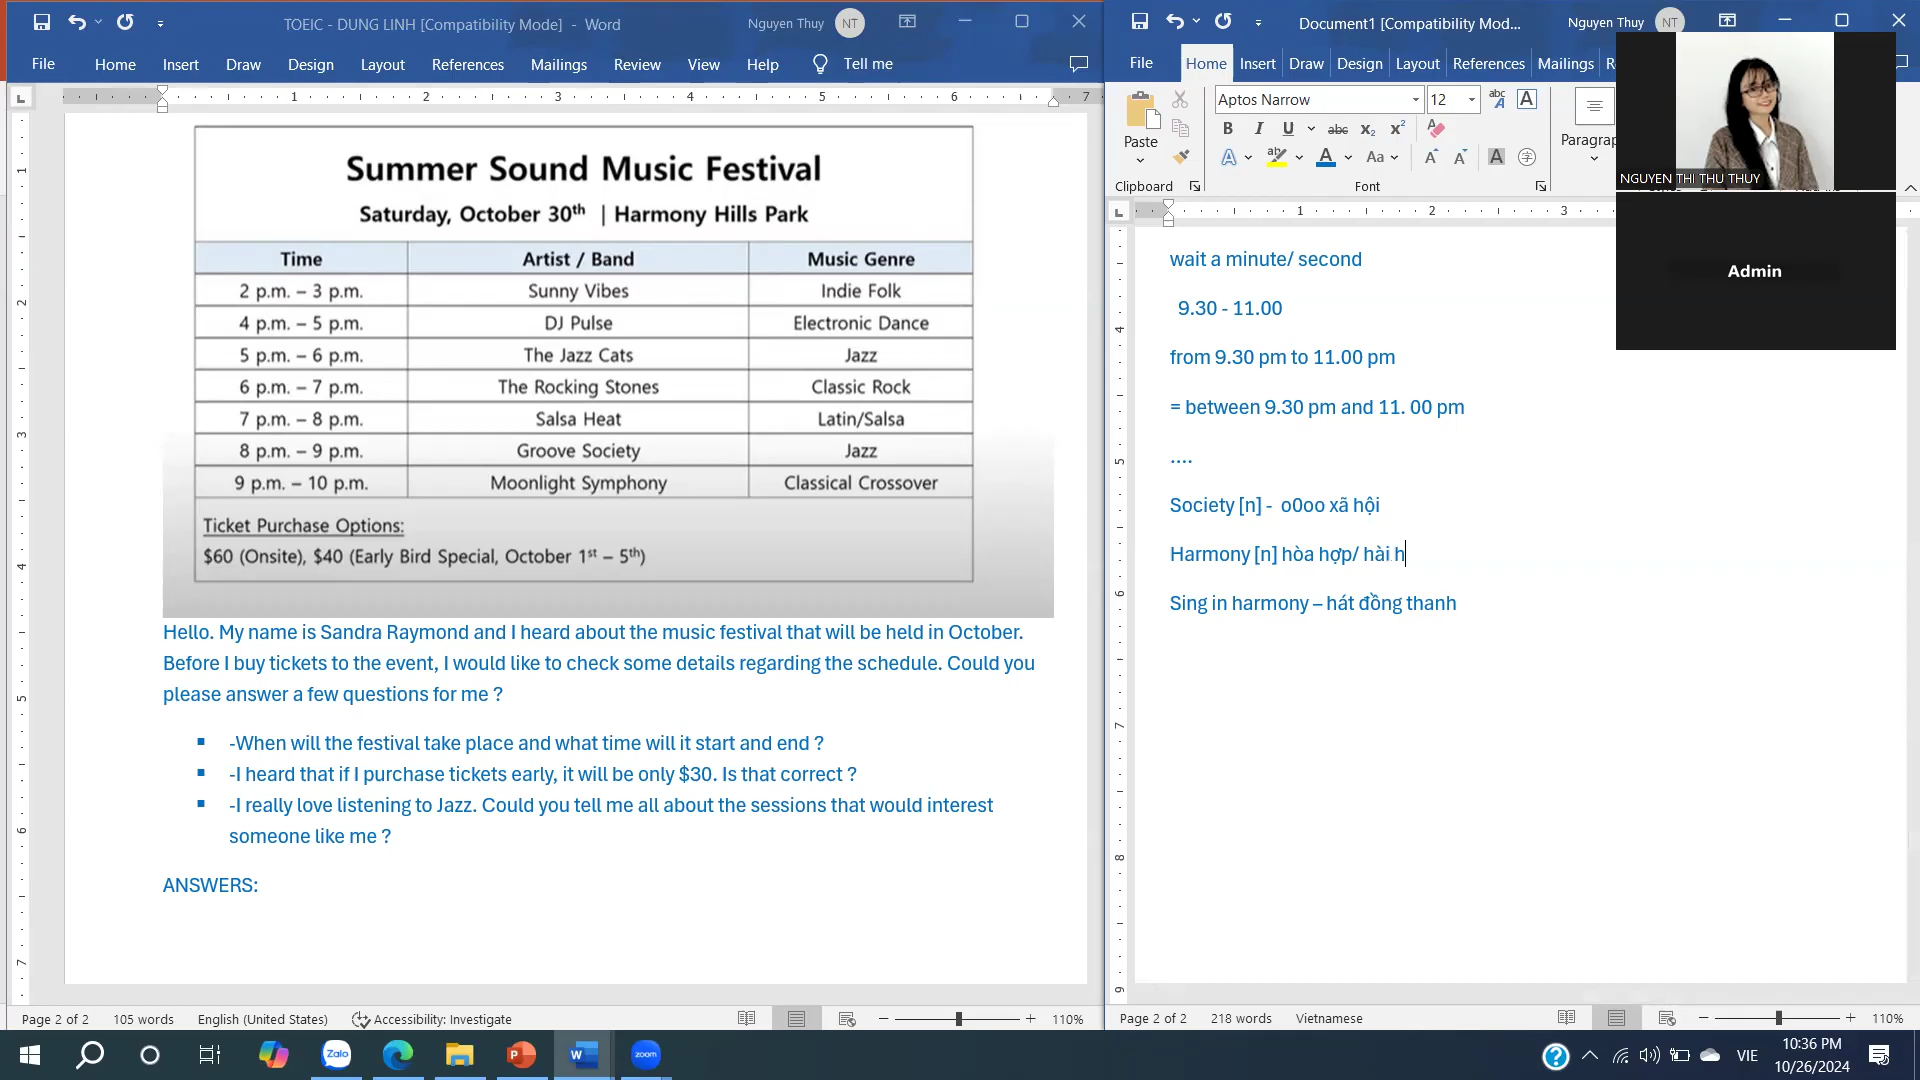 TOEIC - DUNG LINH [Compatibility Mode] - Word
Nguyen Thuy
NT
File Home Insert Draw Design Layout References Mailings Review View Help Tell me
1 2 3 4 5 6 7
Summer Sound Music Festival
Saturday, October 30th | Harmony Hills Park
Time Artist / Band Music Genre
2 p.m. – 3 p.m. Sunny Vibes Indie Folk
4 p.m. – 5 p.m. DJ Pulse Electronic Dance
5 p.m. – 6 p.m. The Jazz Cats Jazz
6 p.m. – 7 p.m. The Rocking Stones Classic Rock
7 p.m. – 8 p.m. Salsa Heat Latin/Salsa
8 p.m. – 9 p.m. Groove Society Jazz
9 p.m. – 10 p.m. Moonlight Symphony Classical Crossover
Ticket Purchase Options:
$60 (Onsite), $40 (Early Bird Special, October 1st – 5th)
Hello. My name is Sandra Raymond and I heard about the music festival that will be held in October.
Before I buy tickets to the event, I would like to check some details regarding the schedule. Could you
please answer a few questions for me ?
-When will the festival take place and what time will it start and end ?
-I heard that if I purchase tickets early, it will be only $30. Is that correct ?
-I really love listening to Jazz. Could you tell me all about the sessions that would interest
someone like me ?
ANSWERS:
Page 2 of 2 105 words English (United States) Accessibility: Investigate 110%
Document1 [Compatibility Mod...
Nguyen Thuy
NT
File Home Insert Draw Design Layout References Mailings R
Paste
Clipboard
Aptos Narrow 12
Font
Paragrap
1 2 3
NGUYEN THI THU THUY
Admin
wait a minute/ second
9.30 - 11.00
from 9.30 pm to 11.00 pm
= between 9.30 pm and 11. 00 pm
....
Society [n] - o0oo xã hội
Harmony [n] hòa hợp/ hài h
Sing in harmony – hát đồng thanh
Page 2 of 2 218 words Vietnamese 110%
Zalo
zoom
VIE
10:36 PM
10/26/2024